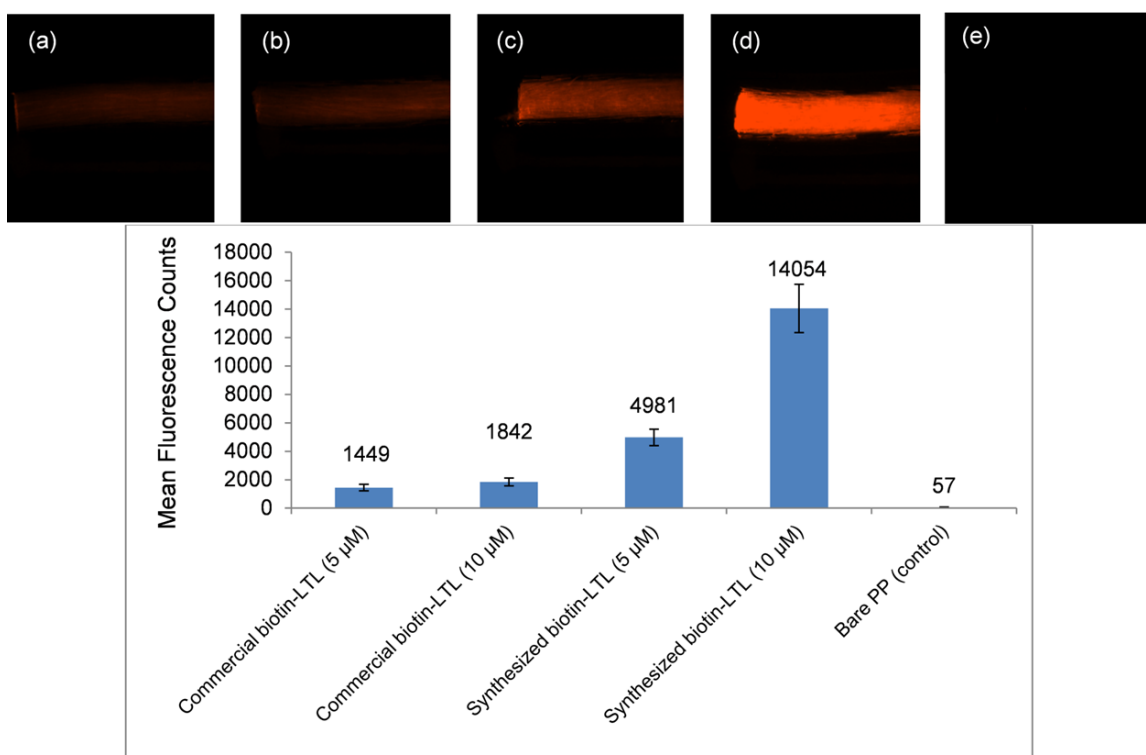 (a)
(b)
(c)
(d)
(e)
Mean Fluorescence Counts
18000
16000
14000
12000
10000
8000
6000
4000
2000
0
1449
1842
4981
14054
57
Commercial biotin-LTL (5 µM)
Commercial biotin-LTL (10 µM)
Synthesized biotin-LTL (5 µM)
Synthesized biotin-LTL (10 µM)
Bare PP (control)